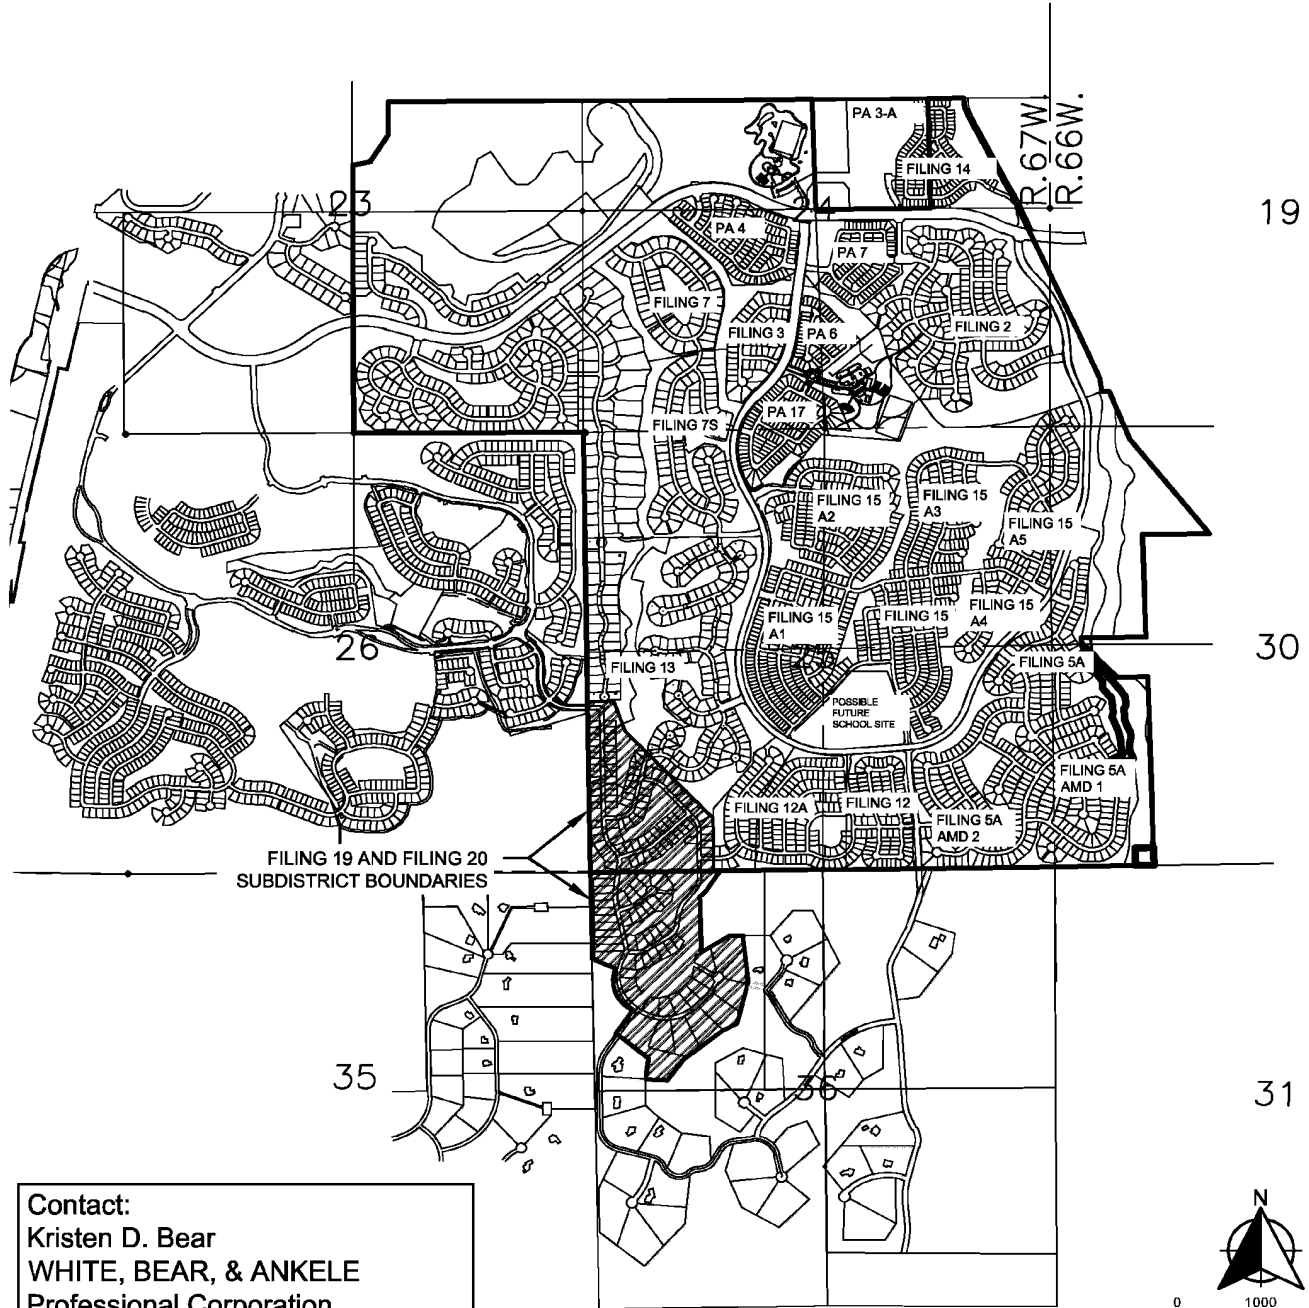 PA 3-A
R.67W.
R.66W.
FILING 14
23
19
PA 4
PA 7
FILING 7
FILING 3
PA 6
FILING 2
PA 17
FILING 7S
FILING 15
A2
FILING 15
A3
FILING 15
A5
FILING 15
A1
FILING 15
FILING 15
A4
26
30
FILING 13
FILING 5A
POSSIBLE
FUTURE
SCHOOL SITE
FILING 5A
AMD 1
FILING 12A
FILING 12
FILING 5A
AMD 2
FILING 19 AND FILING 20
SUBDISTRICT BOUNDARIES
35
36
31
Contact:
Kristen D. Bear
WHITE, BEAR, & ANKELE
Professional Corporation
N
0 1000